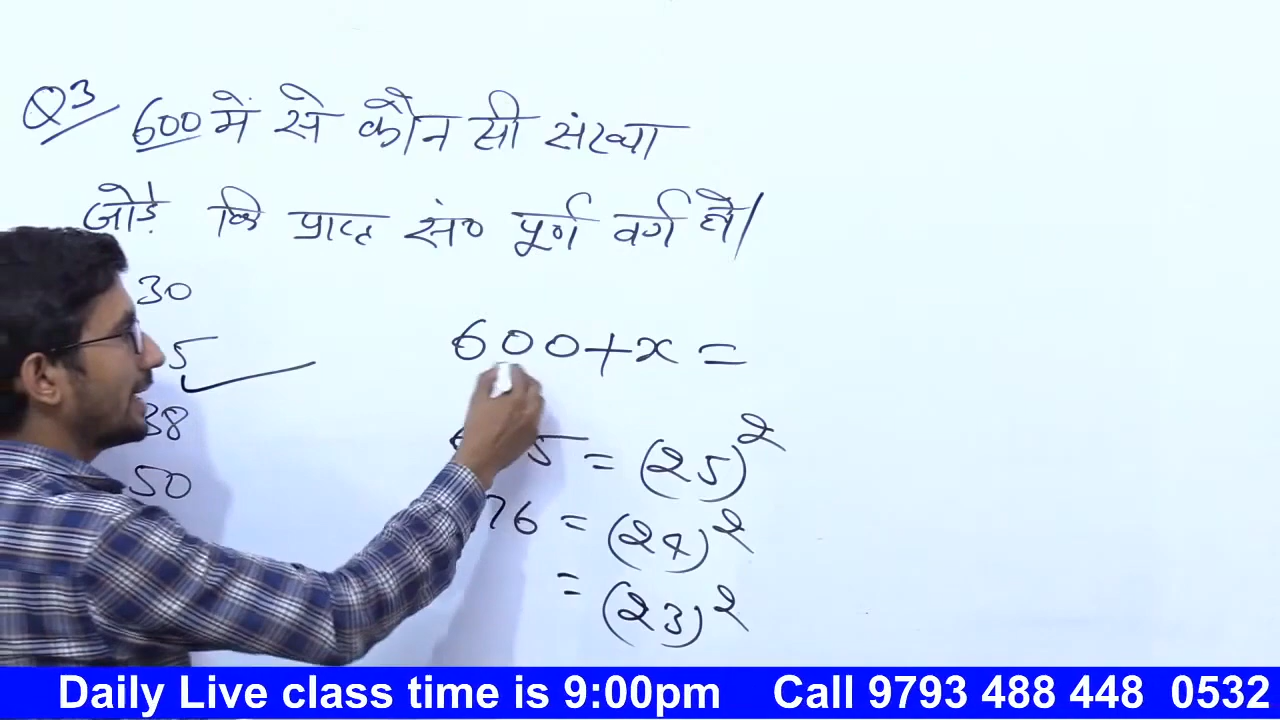 Q3 600 में से कौन सी संख्या
जोड़े कि प्राप्त सं० पूर्ण वर्ग हो।
30
5
38
50
600+x =
5 = (25)²
76 = (24)²
= (23)²
Daily Live class time is 9:00pm Call 9793 488 448 0532